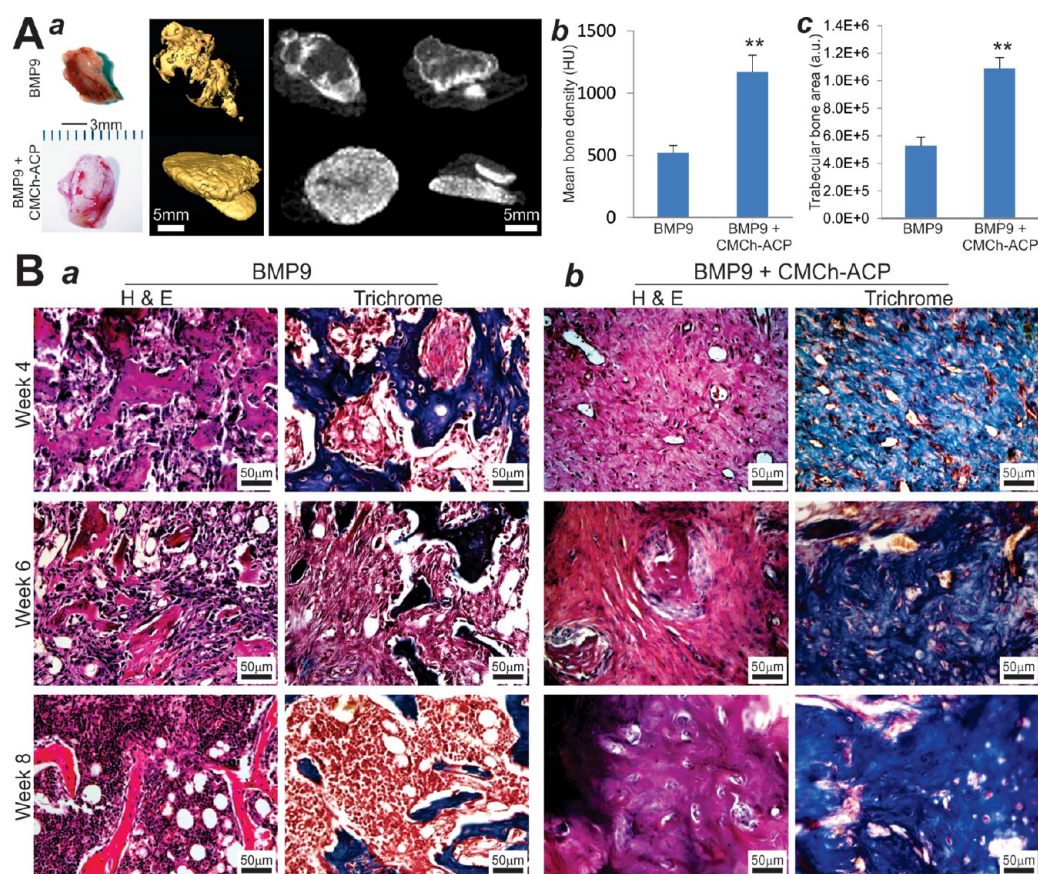 A
a
BMP9
3mm
BMP9 +
CMCh-ACP
5mm
5mm
b
Mean bone density (HU)
1500
1000
500
0
**
BMP9
BMP9 +
CMCh-ACP
c
Trabecular bone area (a.u.)
1.4E+6
1.2E+6
1.0E+6
8.0E+5
6.0E+5
4.0E+5
2.0E+5
0.0E+0
**
BMP9
BMP9 +
CMCh-ACP
B
a
BMP9
H & E
Trichrome
b
BMP9 + CMCh-ACP
H & E
Trichrome
Week 4
50μm
50μm
50μm
50μm
Week 6
50μm
50μm
50μm
50μm
Week 8
50μm
50μm
50μm
50μm